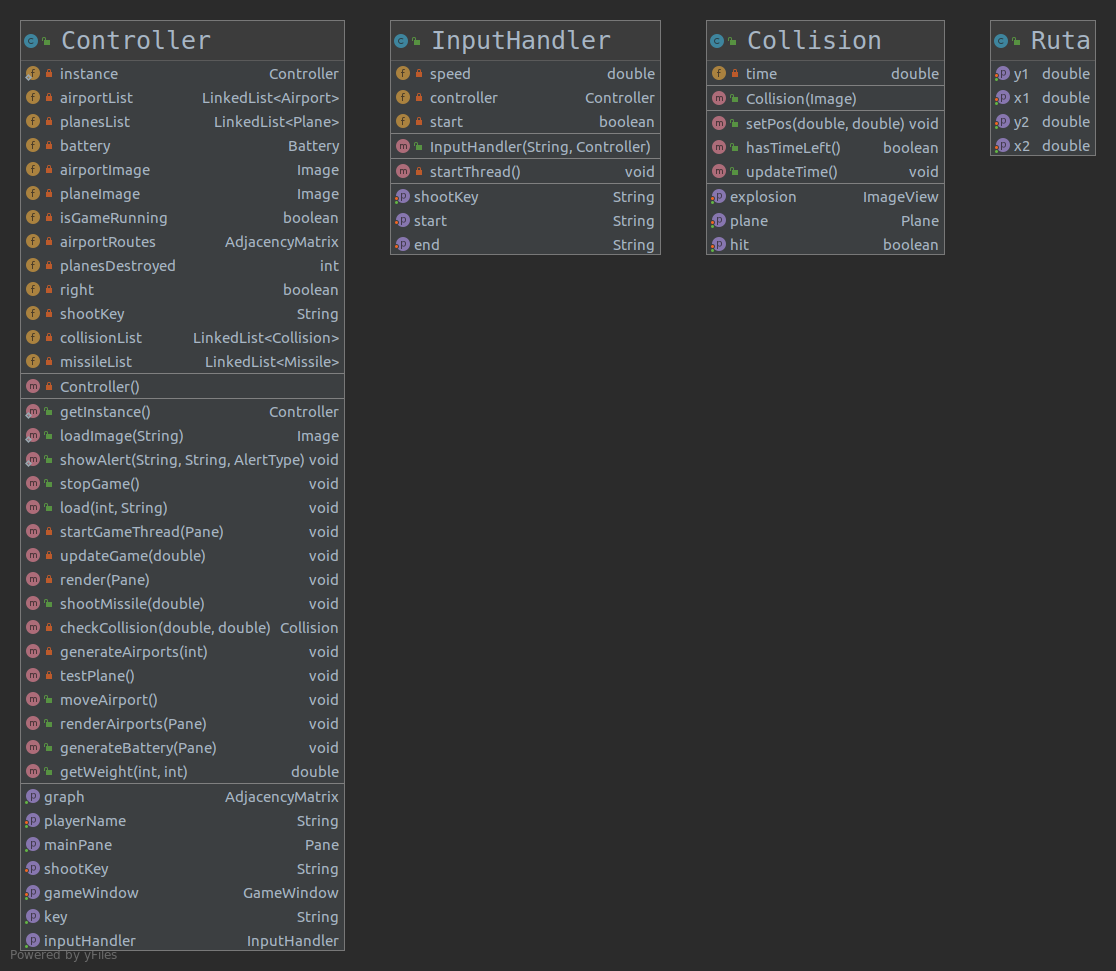 Controller
instance Controller
airportList LinkedList<Airport>
planesList LinkedList<Plane>
battery Battery
airportImage Image
planeImage Image
isGameRunning boolean
airportRoutes AdjacencyMatrix
planesDestroyed int
right boolean
shootKey String
collisionList LinkedList<Collision>
missileList LinkedList<Missile>
Controller()
getInstance() Controller
loadImage(String) Image
showAlert(String, String, AlertType) void
stopGame() void
load(int, String) void
startGameThread(Pane) void
updateGame(double) void
render(Pane) void
shootMissile(double) void
checkCollision(double, double) Collision
generateAirports(int) void
testPlane() void
moveAirport() void
renderAirports(Pane) void
generateBattery(Pane) void
getWeight(int, int) double
graph AdjacencyMatrix
playerName String
mainPane Pane
shootKey String
gameWindow GameWindow
key String
inputHandler InputHandler
InputHandler
speed double
controller Controller
start boolean
InputHandler(String, Controller)
startThread() void
shootKey String
start String
end String
Collision
time double
Collision(Image)
setPos(double, double) void
hasTimeLeft() boolean
updateTime() void
explosion ImageView
plane Plane
hit boolean
Ruta
y1 double
x1 double
y2 double
x2 double
Powered by yFiles